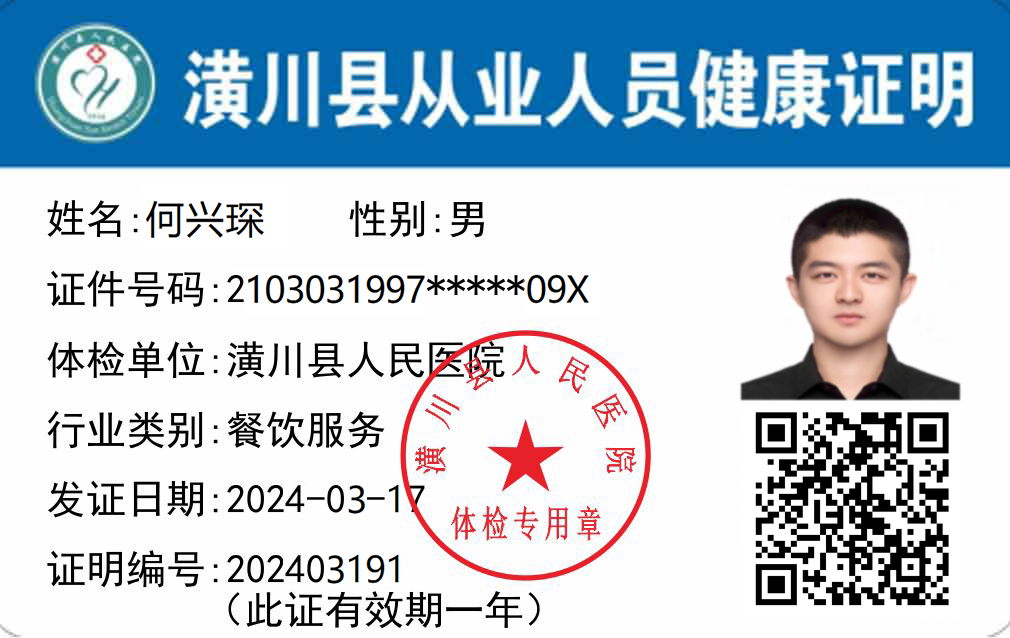 潢川县从业人员健康证明
姓名:何兴琛 性别:男
证件号码:2103031997*****09X
体检单位:潢川县人民医院
行业类别:餐饮服务
发证日期:2024-03-17
证明编号:202403191
(此证有效期一年)
潢川县人民医院
体检专用章